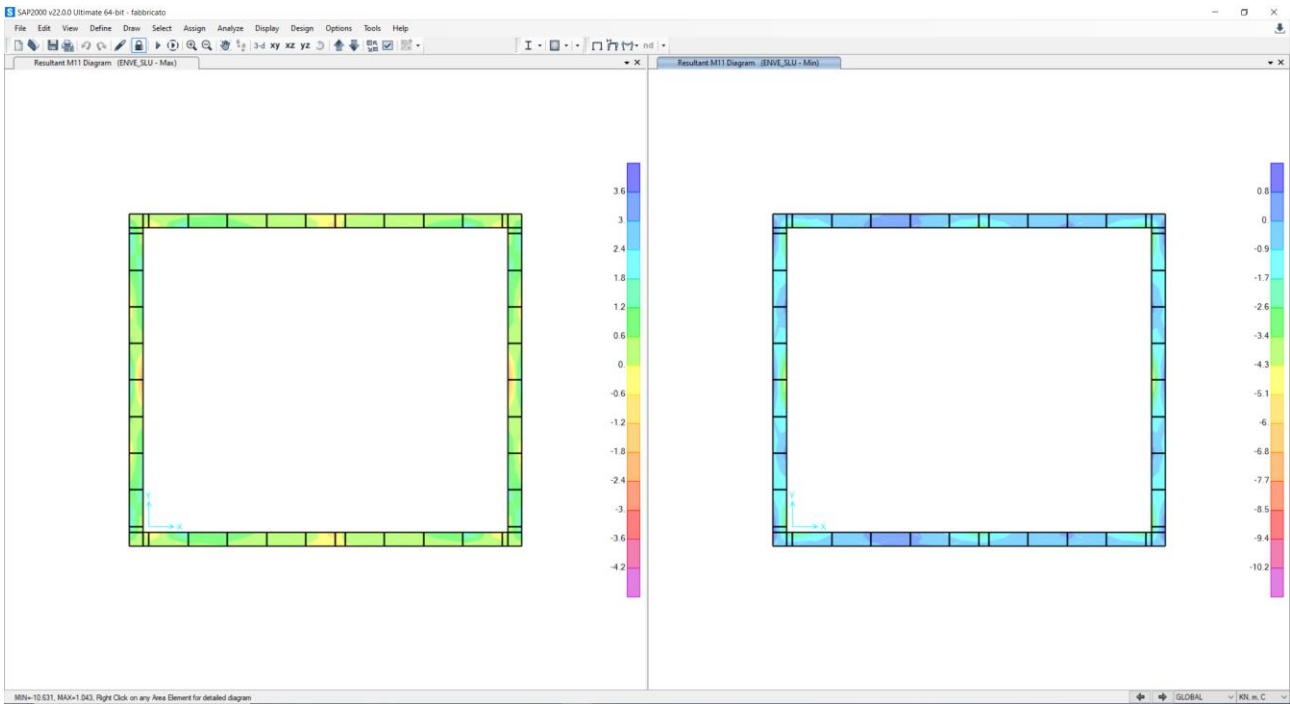 SAP2000 v22.0.0 Ultimate 64-bit - fabbricato
File Edit View Define Draw Select Assign Analyze Display Design Options Tools Help
3-d xy xz yz nd
Resultant M11 Diagram (ENVE_SLU - Max)
Resultant M11 Diagram (ENVE_SLU - Min)
3.6
3.
2.4
1.8
1.2
0.6
0.
-0.6
-1.2
-1.8
-2.4
-3.
-3.6
-4.2
Y
X
0.8
0
-0.9
-1.7
-2.6
-3.4
-4.3
-5.1
-6.
-6.8
-7.7
-8.5
-9.4
-10.2
Y
X
MIN=-10.631, MAX=1.043, Right Click on any Area Element for detailed diagram
GLOBAL
KN, m, C